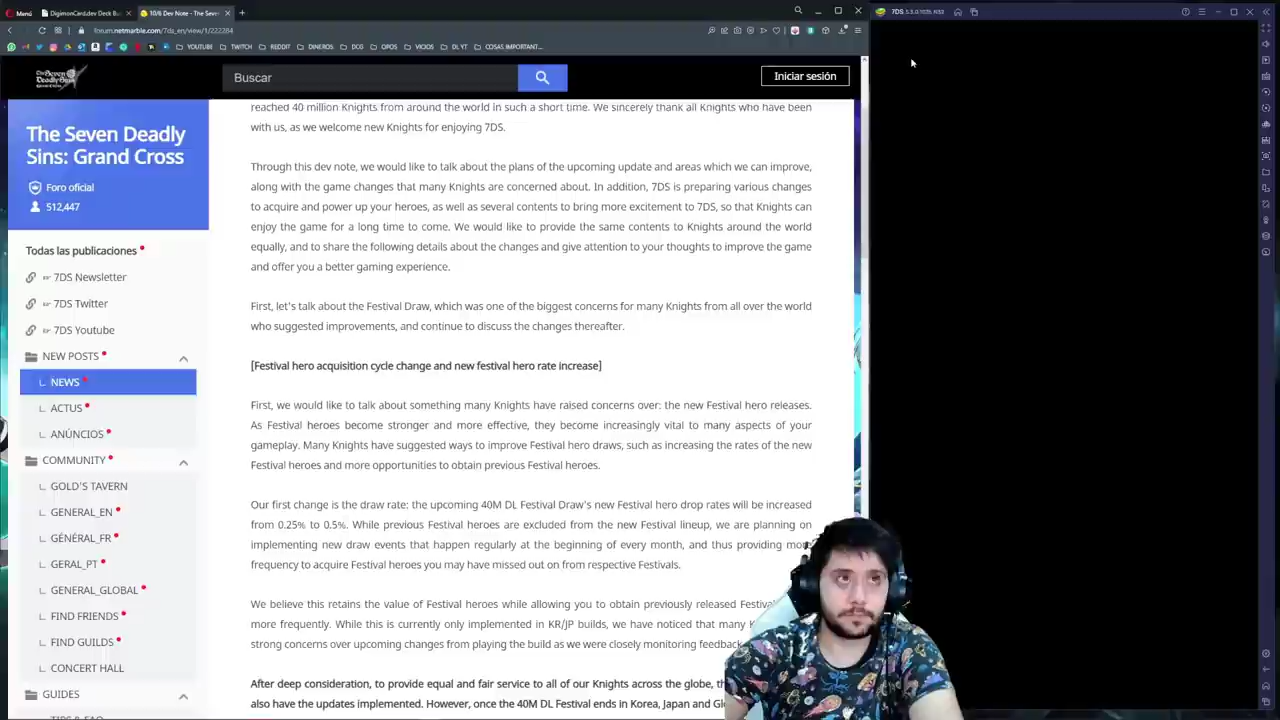 Menú
DigimonCard.dev Deck Bu
10/6 Dev Note - The Seve
7DS 5.3.0.1076 N32
forum.netmarble.com/7ds_en/view/1/222284
YOUTUBE
TWITCH
REDDIT
DINEROS
DCG
OPOS
VICIOS
DL YT
COSAS IMPORTANT...
The Seven
Deadly Sins
Buscar
Iniciar sesión
The Seven Deadly
Sins: Grand Cross
Foro oficial
512,447
Todas las publicaciones
7DS Newsletter
7DS Twitter
7DS Youtube
NEW POSTS
NEWS
ACTUS
ANÚNCIOS
COMMUNITY
GOLD'S TAVERN
GENERAL_EN
GÉNÉRAL_FR
GERAL_PT
GENERAL_GLOBAL
FIND FRIENDS
FIND GUILDS
CONCERT HALL
GUIDES
TIPS & FAQ
reached 40 million Knights from around the world in such a short time. We sincerely thank all Knights who have been
with us, as we welcome new Knights for enjoying 7DS.
Through this dev note, we would like to talk about the plans of the upcoming update and areas which we can improve,
along with the game changes that many Knights are concerned about. In addition, 7DS is preparing various changes
to acquire and power up your heroes, as well as several contents to bring more excitement to 7DS, so that Knights can
enjoy the game for a long time to come. We would like to provide the same contents to Knights around the world
equally, and to share the following details about the changes and give attention to your thoughts to improve the game
and offer you a better gaming experience.
First, let's talk about the Festival Draw, which was one of the biggest concerns for many Knights from all over the world
who suggested improvements, and continue to discuss the changes thereafter.
[Festival hero acquisition cycle change and new festival hero rate increase]
First, we would like to talk about something many Knights have raised concerns over: the new Festival hero releases.
As Festival heroes become stronger and more effective, they become increasingly vital to many aspects of your
gameplay. Many Knights have suggested ways to improve Festival hero draws, such as increasing the rates of the new
Festival heroes and more opportunities to obtain previous Festival heroes.
Our first change is the draw rate: the upcoming 40M DL Festival Draw's new Festival hero drop rates will be increased
from 0.25% to 0.5%. While previous Festival heroes are excluded from the new Festival lineup, we are planning on
implementing new draw events that happen regularly at the beginning of every month, and thus providing more
frequency to acquire Festival heroes you may have missed out on from respective Festivals.
We believe this retains the value of Festival heroes while allowing you to obtain previously released Festival
more frequently. While this is currently only implemented in KR/JP builds, we have noticed that many K
strong concerns over upcoming changes from playing the build as we were closely monitoring feedback
After deep consideration, to provide equal and fair service to all of our Knights across the globe, th
also have the updates implemented. However, once the 40M DL Festival ends in Korea, Japan and Glo